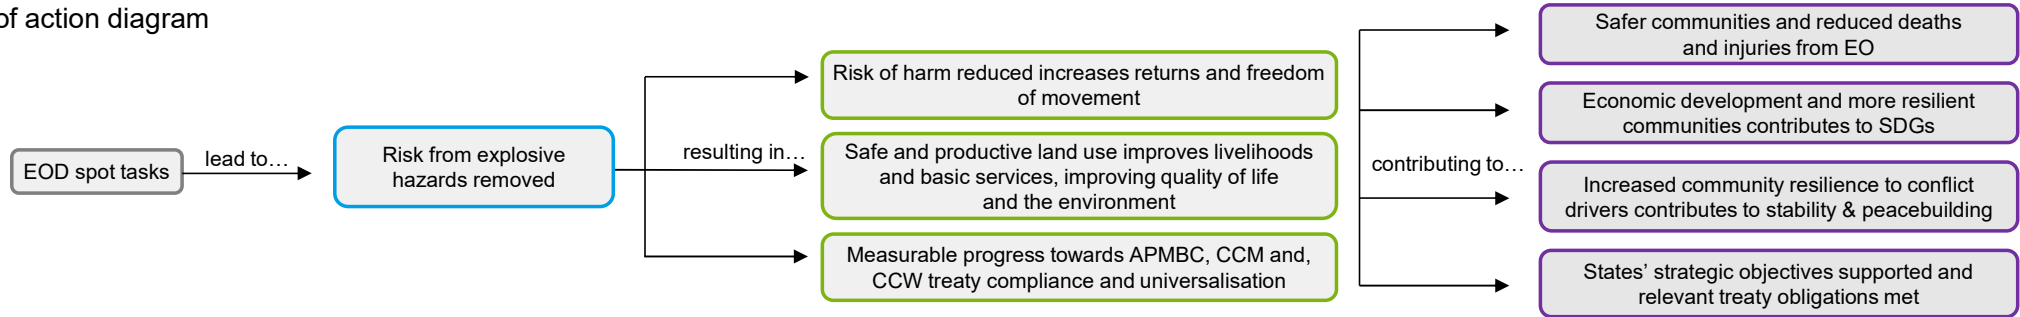 of action diagram
EOD spot tasks
lead to…
Risk from explosive
hazards removed
resulting in…
Risk of harm reduced increases returns and freedom
of movement
Safe and productive land use improves livelihoods
and basic services, improving quality of life
and the environment
Measurable progress towards APMBC, CCM and,
CCW treaty compliance and universalisation
contributing to…
Safer communities and reduced deaths
and injuries from EO
Economic development and more resilient
communities contributes to SDGs
Increased community resilience to conflict
drivers contributes to stability & peacebuilding
States’ strategic objectives supported and
relevant treaty obligations met